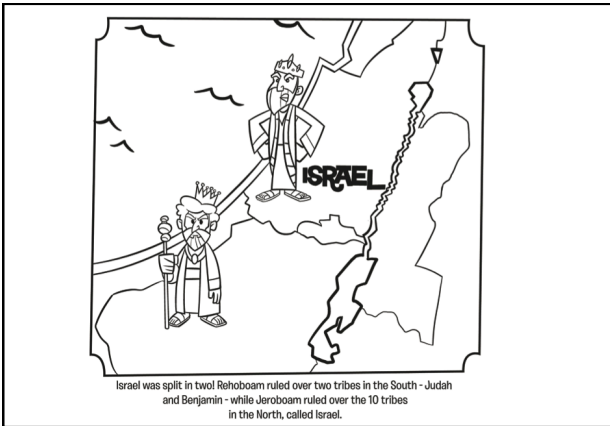 ISRAEL
Israel was split in two! Rehoboam ruled over two tribes in the South - Judah
and Benjamin - while Jeroboam ruled over the 10 tribes
in the North, called Israel.